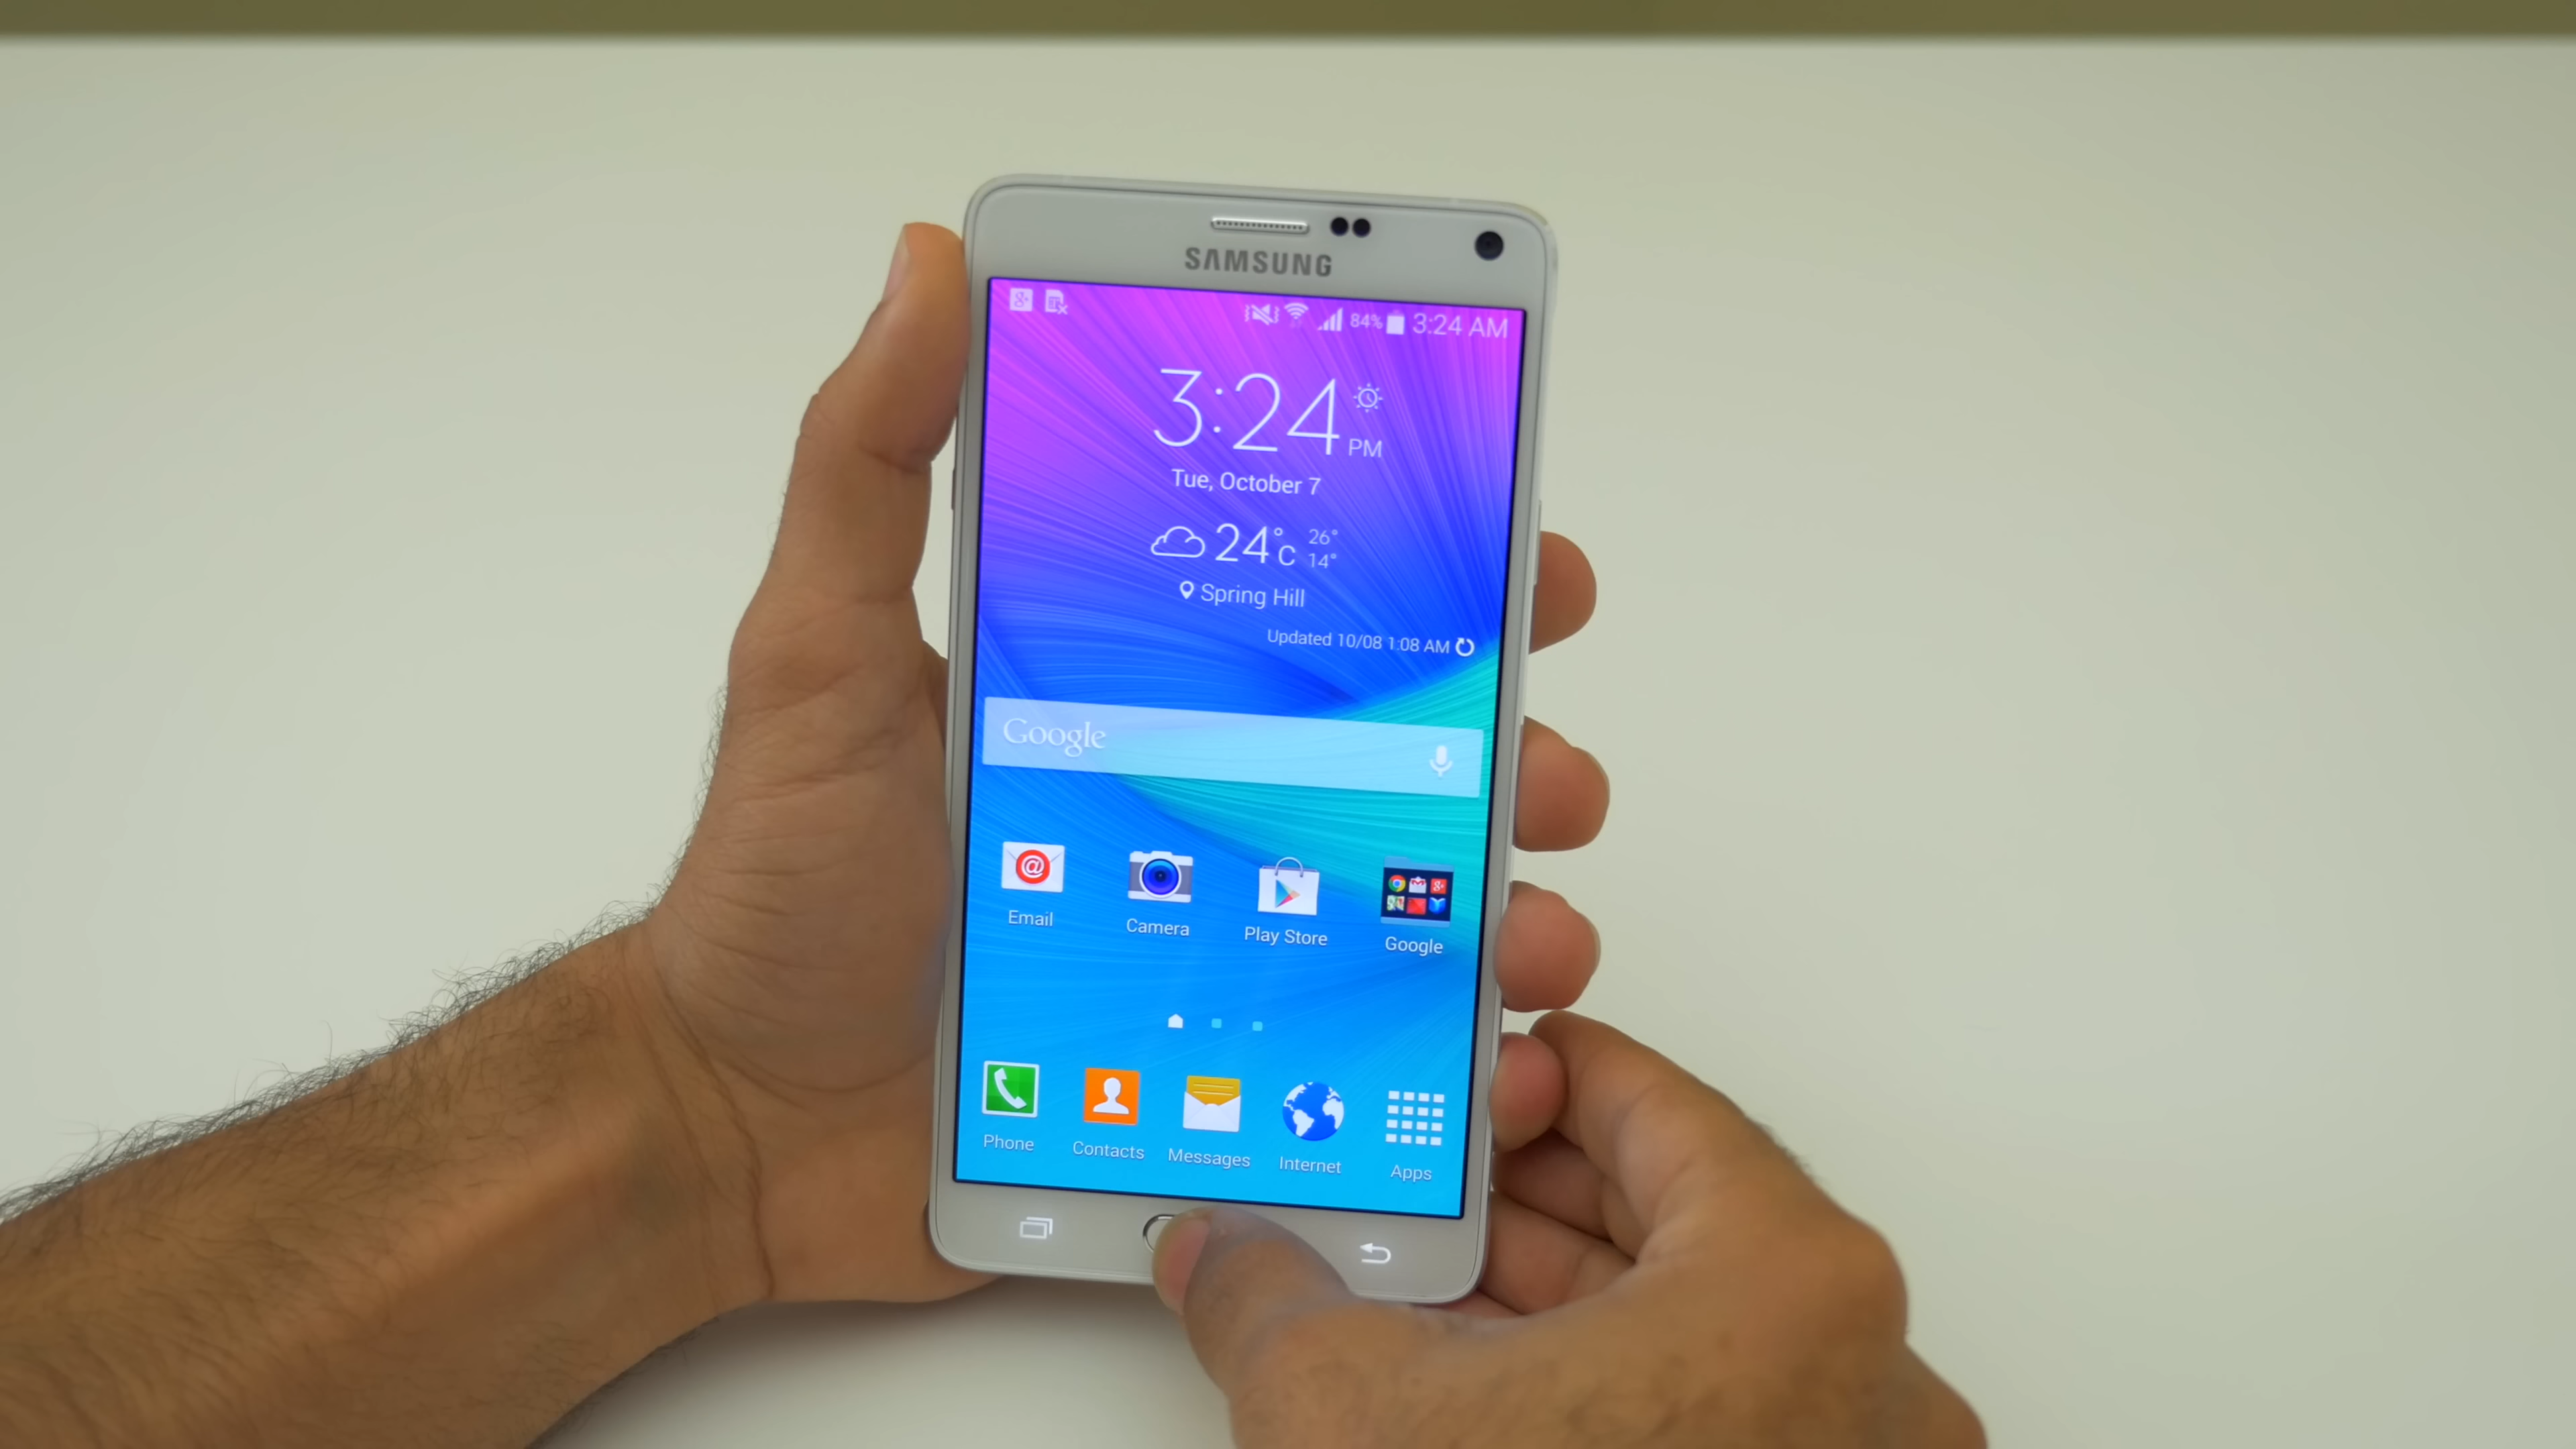 SAMSUNG
84% 3:24 AM
3:24 PM
Tue, October 7
24°C 26° 14°
Spring Hill
Updated 10/08 1:08 AM
Google
Email Camera Play Store Google
Phone Contacts Messages Internet Apps